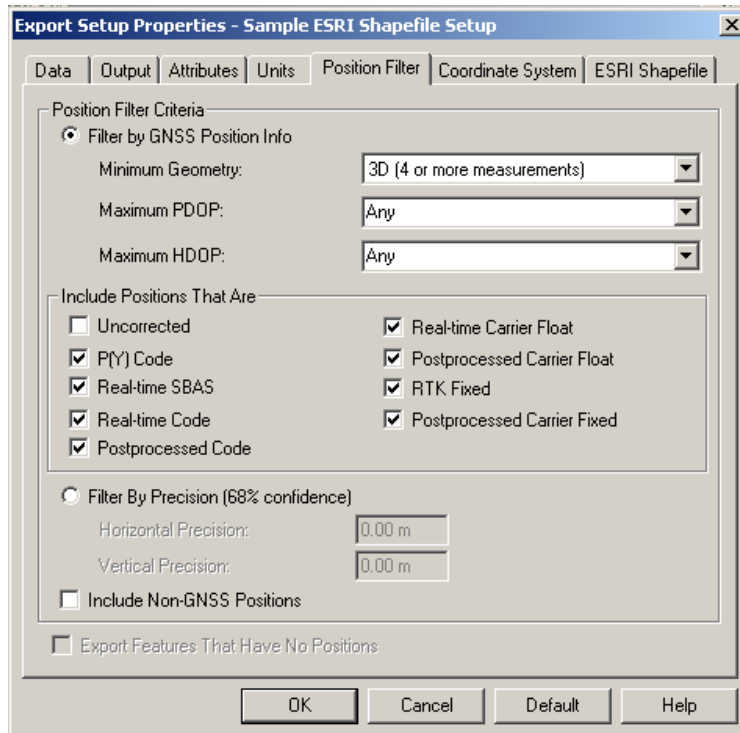 Export Setup Properties - Sample ESRI Shapefile Setup
Data Output Attributes Units Position Filter Coordinate System ESRI Shapefile
Position Filter Criteria
Filter by GNSS Position Info
Minimum Geometry: 3D (4 or more measurements)
Maximum PDOP: Any
Maximum HDOP: Any
Include Positions That Are
Uncorrected Real-time Carrier Float
P(Y) Code Postprocessed Carrier Float
Real-time SBAS RTK Fixed
Real-time Code Postprocessed Carrier Fixed
Postprocessed Code
Filter By Precision (68% confidence)
Horizontal Precision: 0.00 m
Vertical Precision: 0.00 m
Include Non-GNSS Positions
Export Features That Have No Positions
OK Cancel Default Help